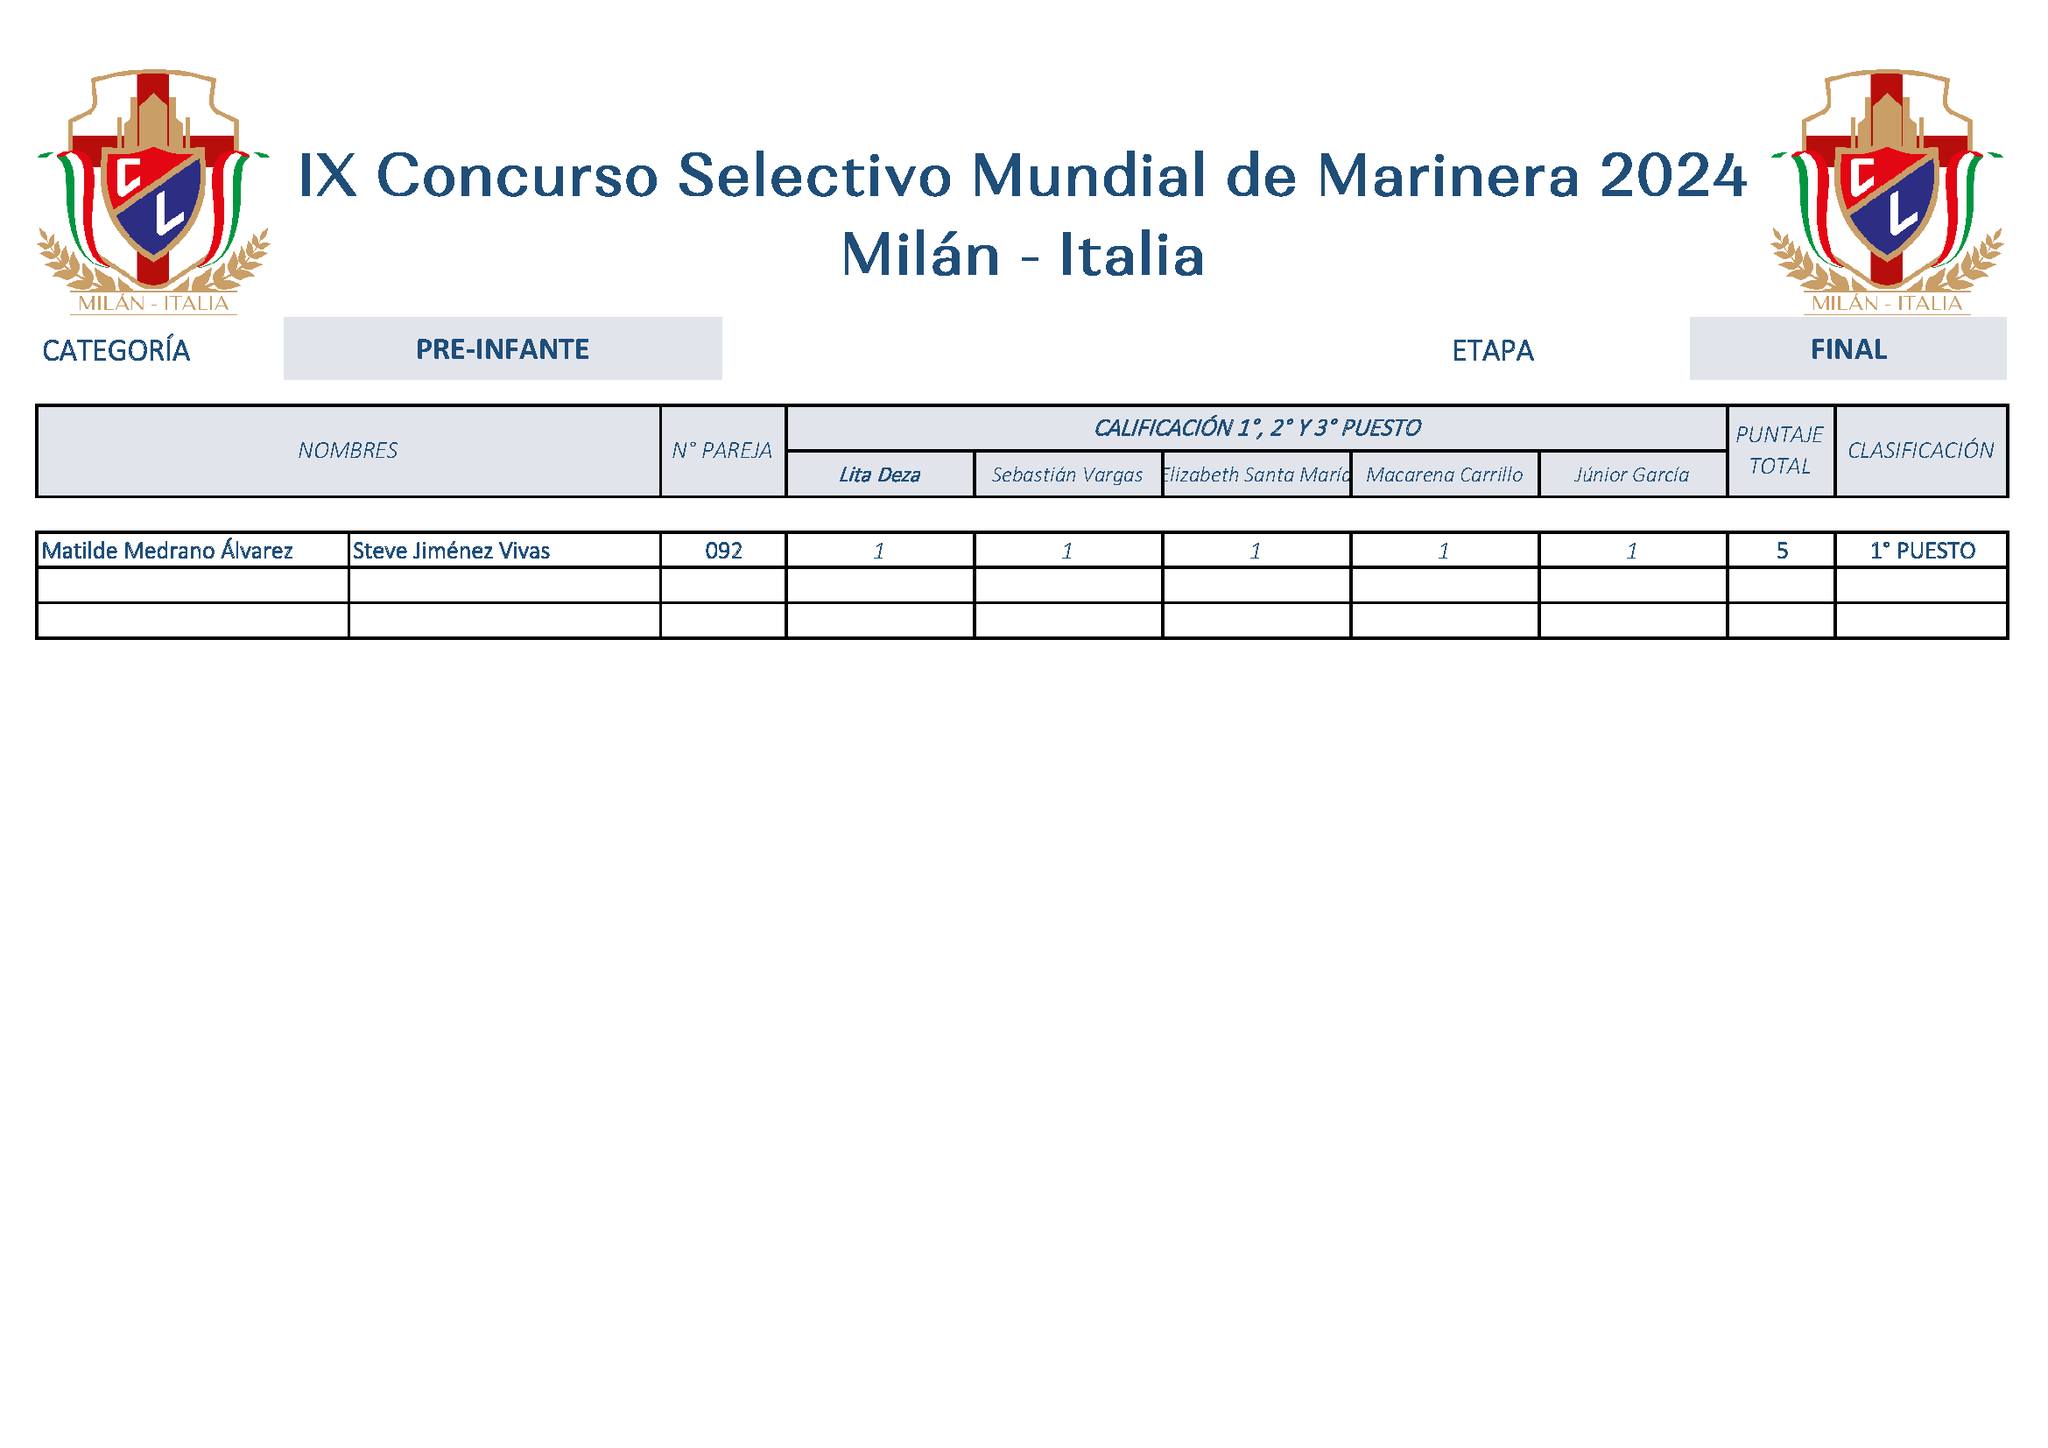 IX Concurso Selectivo Mundial de Marinera 2024
Milán - Italia
C L
MILÁN - ITALIA
C L
MILÁN - ITALIA
CATEGORÍA PRE-INFANTE ETAPA FINAL
NOMBRES N° PAREJA CALIFICACIÓN 1°, 2° Y 3° PUESTO PUNTAJE TOTAL CLASIFICACIÓN
Lita Deza Sebastián Vargas Elizabeth Santa María Macarena Carrillo Júnior García
Matilde Medrano Álvarez Steve Jiménez Vivas 092 1 1 1 1 1 5 1° PUESTO